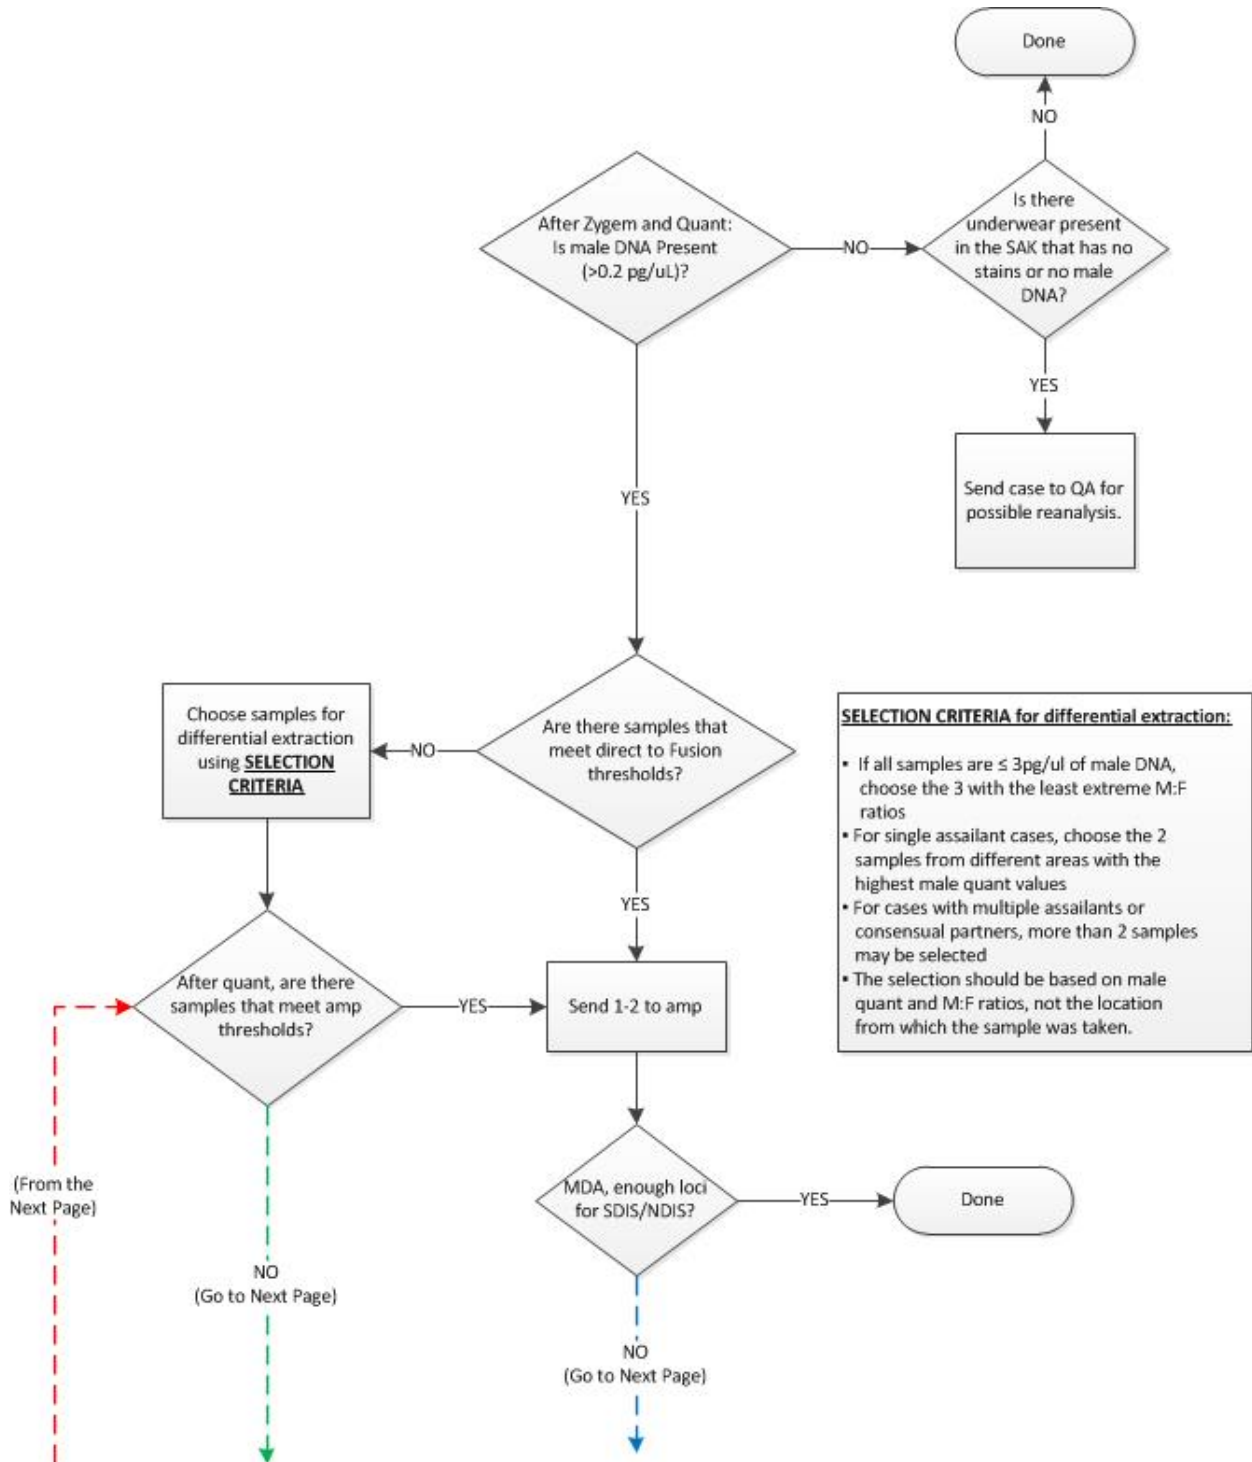 Done
NO
After Zygem and Quant:
Is male DNA Present
(>0.2 pg/uL)?
NO
Is there
underwear present
in the SAK that has no
stains or no male
DNA?
YES
Send case to QA for
possible reanalysis.
YES
Choose samples for
differential extraction
using SELECTION
CRITERIA
NO
Are there samples that
meet direct to Fusion
thresholds?
SELECTION CRITERIA for differential extraction:
▪ If all samples are ≤ 3pg/ul of male DNA,
choose the 3 with the least extreme M:F
ratios
▪ For single assailant cases, choose the 2
samples from different areas with the
highest male quant values
▪ For cases with multiple assailants or
consensual partners, more than 2 samples
may be selected
▪ The selection should be based on male
quant and M:F ratios, not the location
from which the sample was taken.
YES
After quant, are there
samples that meet amp
thresholds?
YES
Send 1-2 to amp
(From the
Next Page)
MDA, enough loci
for SDIS/NDIS?
YES
Done
NO
(Go to Next Page)
NO
(Go to Next Page)